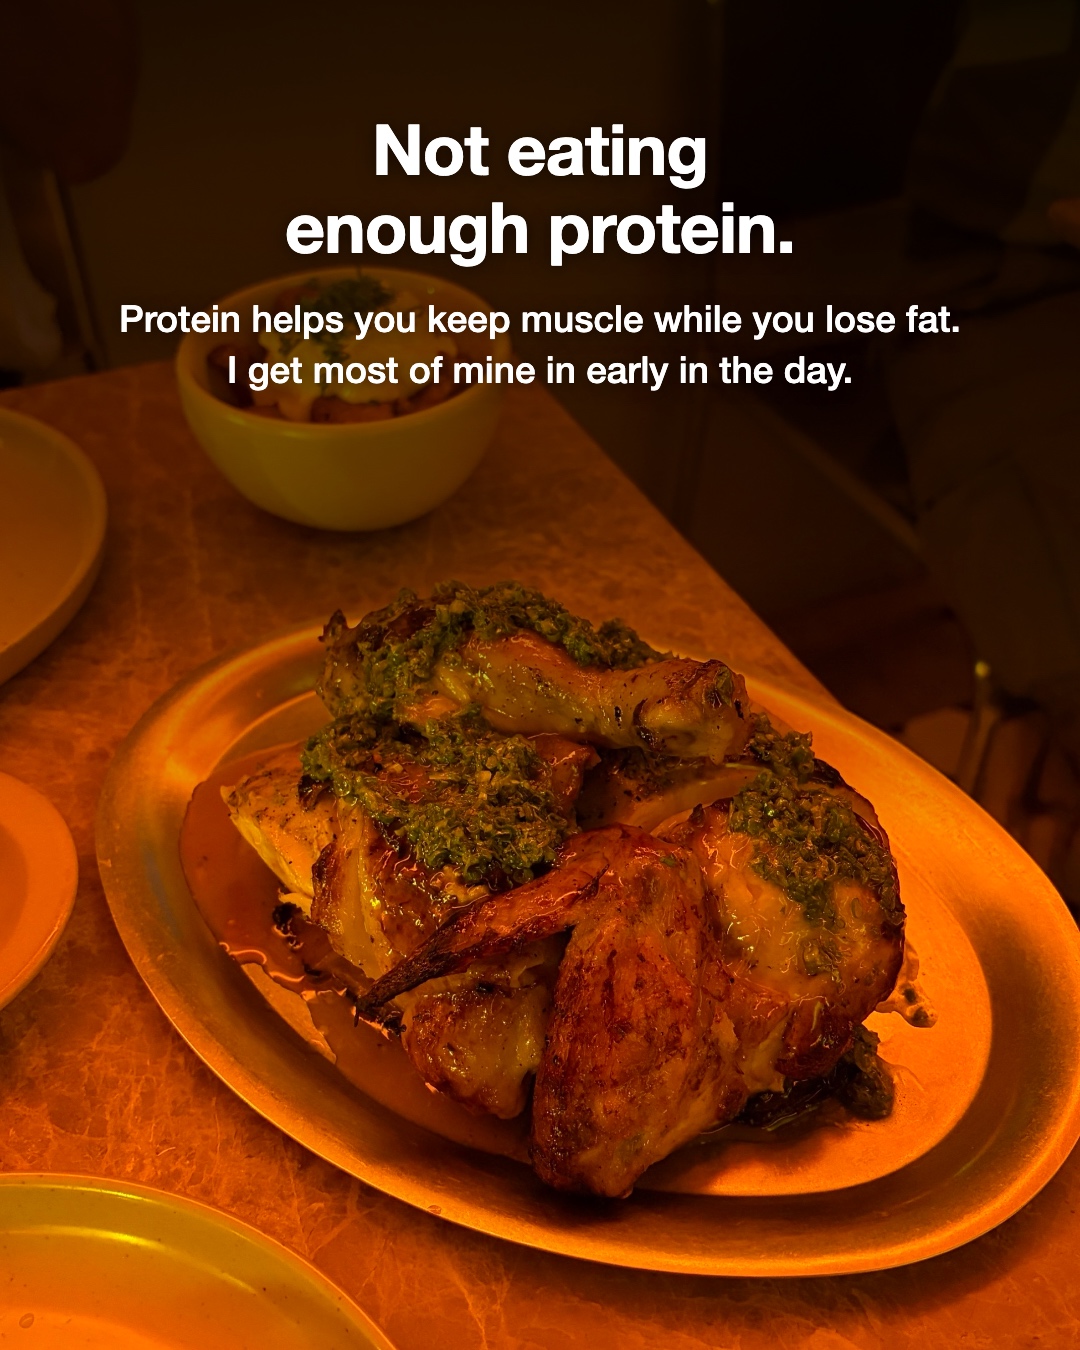 Not eating
enough protein.
Protein helps you keep muscle while you lose fat.
I get most of mine in early in the day.